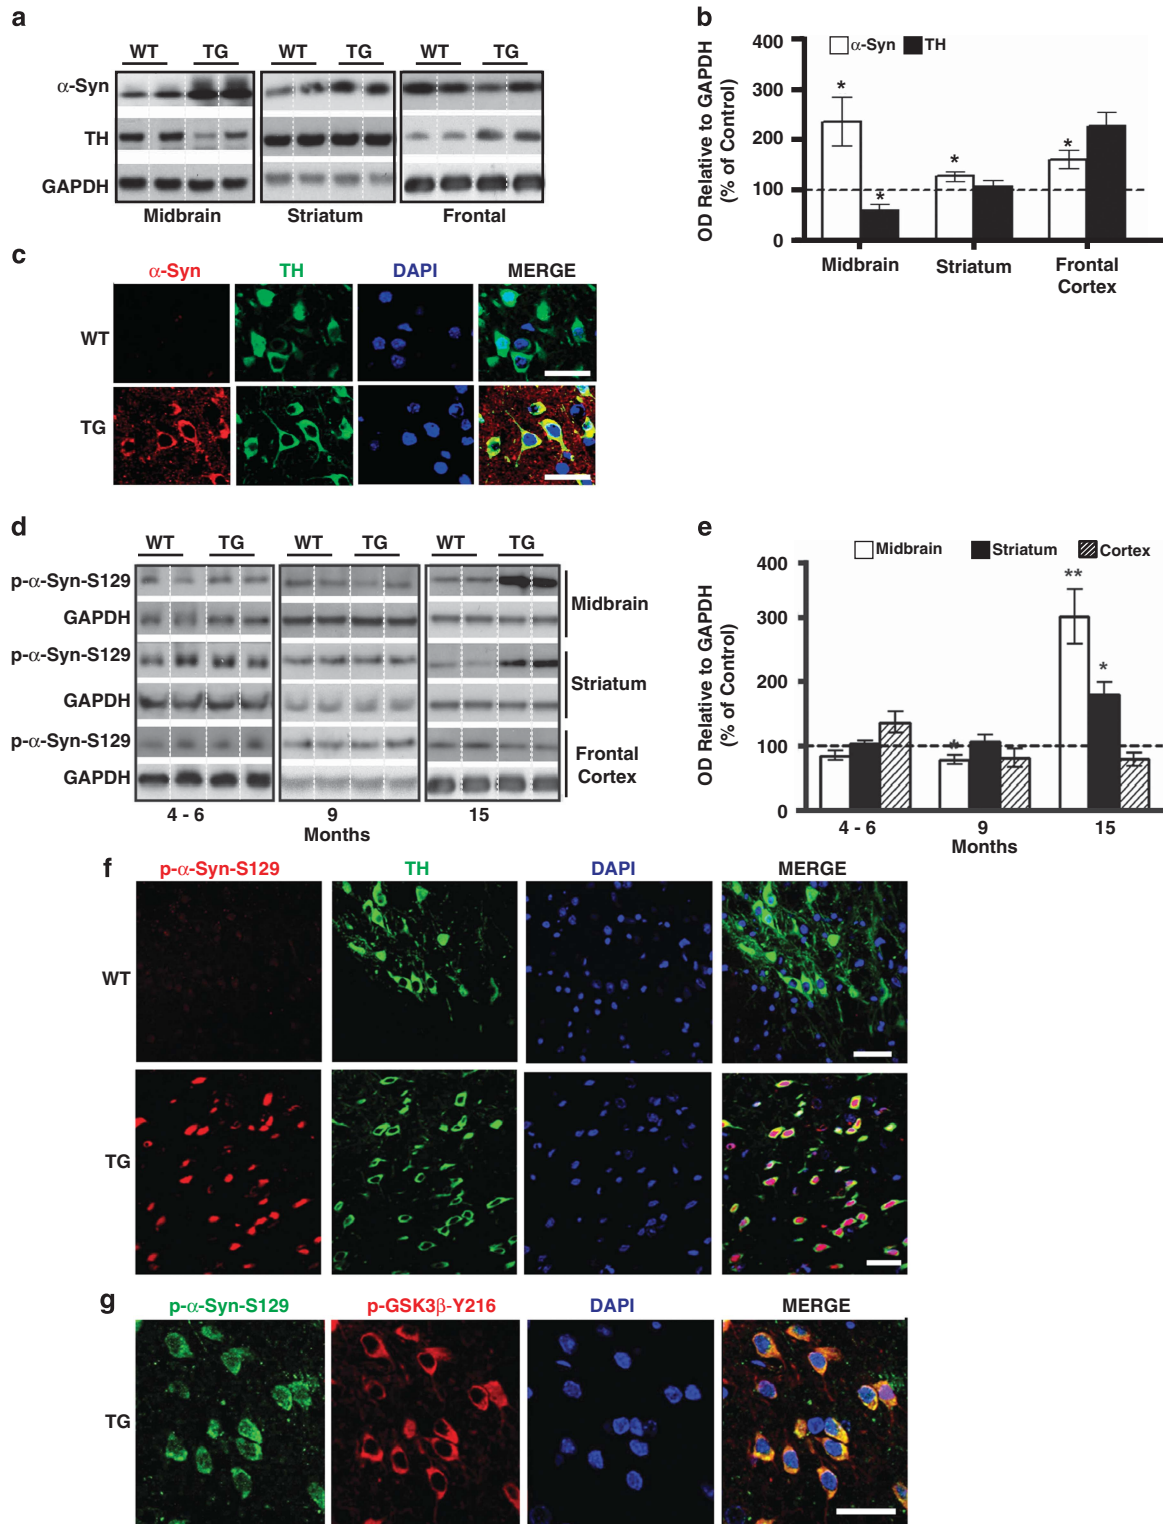 a
WT TG WT TG WT TG
α-Syn
TH
GAPDH
Midbrain Striatum Frontal
b
OD Relative to GAPDH
(% of Control)
400
300
200
100
0
α-Syn TH
*
*
*
*
Midbrain Striatum Frontal
Cortex
c
α-Syn TH DAPI MERGE
WT
TG
d
WT TG WT TG WT TG
p-α-Syn-S129
GAPDH
Midbrain
p-α-Syn-S129
GAPDH
Striatum
p-α-Syn-S129
GAPDH
Frontal
Cortex
4 - 6 9 15
Months
e
OD Relative to GAPDH
(% of Control)
Midbrain Striatum Cortex
400
300
200
100
0
*
**
*
4 - 6 9 15
Months
f
p-α-Syn-S129 TH DAPI MERGE
WT
TG
g
p-α-Syn-S129 p-GSK3β-Y216 DAPI MERGE
TG